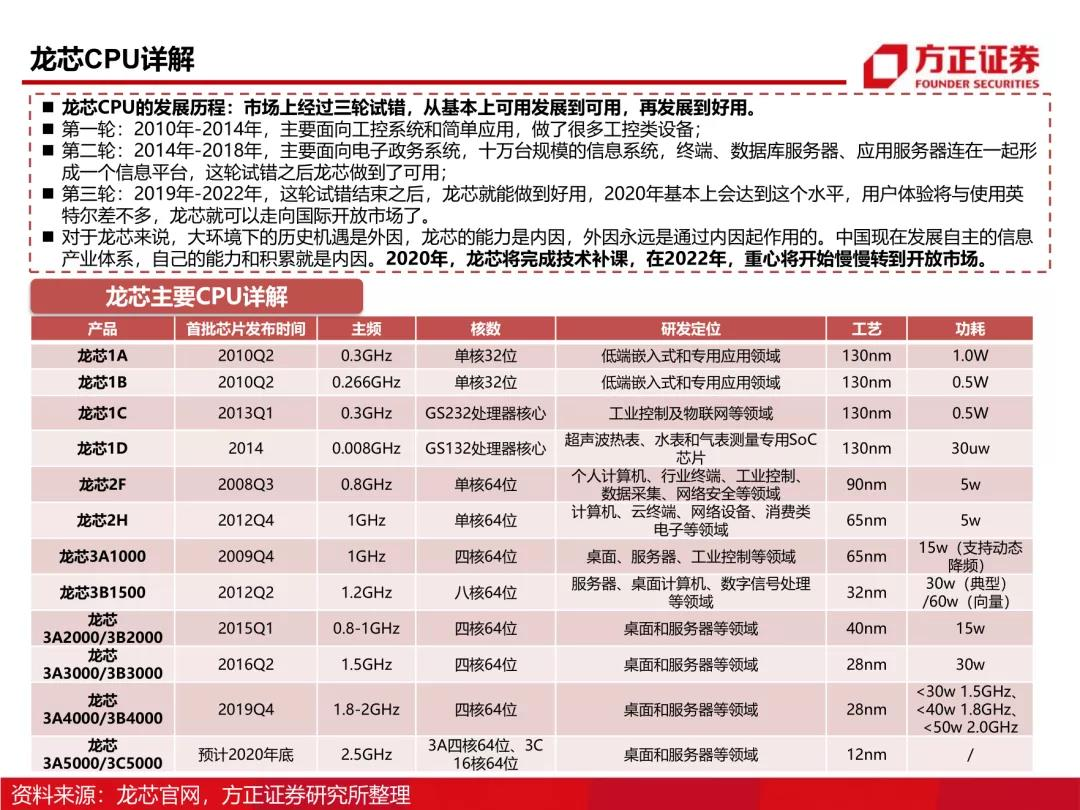 龙芯CPU详解
方正证券
FOUNDER SECURITIES
■ 龙芯CPU的发展历程：市场上经过三轮试错，从基本上可用发展到可用，再发展到好用。
■ 第一轮：2010年-2014年，主要面向工控系统和简单应用，做了很多工控类设备；
■ 第二轮：2014年-2018年，主要面向电子政务系统，十万台规模的信息系统，终端、数据库服务器、应用服务器连在一起形
成一个信息平台，这轮试错之后龙芯做到了可用；
■ 第三轮：2019年-2022年，这轮试错结束之后，龙芯就能做到好用，2020年基本上会达到这个水平，用户体验将与使用英
特尔差不多，龙芯就可以走向国际开放市场了。
■ 对于龙芯来说，大环境下的历史机遇是外因，龙芯的能力是内因，外因永远是通过内因起作用的。中国现在发展自主的信息
产业体系，自己的能力和积累就是内因。2020年，龙芯将完成技术补课，在2022年，重心将开始慢慢转到开放市场。
龙芯主要CPU详解
产品 首批芯片发布时间 主频 核数 研发定位 工艺 功耗
龙芯1A 2010Q2 0.3GHz 单核32位 低端嵌入式和专用应用领域 130nm 1.0W
龙芯1B 2010Q2 0.266GHz 单核32位 低端嵌入式和专用应用领域 130nm 0.5W
龙芯1C 2013Q1 0.3GHz GS232处理器核心 工业控制及物联网等领域 130nm 0.5W
龙芯1D 2014 0.008GHz GS132处理器核心 超声波热表、水表和气表测量专用SoC
芯片 130nm 30uw
龙芯2F 2008Q3 0.8GHz 单核64位 个人计算机、行业终端、工业控制、
数据采集、网络安全等领域 90nm 5w
龙芯2H 2012Q4 1GHz 单核64位 计算机、云终端、网络设备、消费类
电子等领域 65nm 5w
龙芯3A1000 2009Q4 1GHz 四核64位 桌面、服务器、工业控制等领域 65nm 15w（支持动态
降频）
龙芯3B1500 2012Q2 1.2GHz 八核64位 服务器、桌面计算机、数字信号处理
等领域 32nm 30w（典型）
/60w（向量）
龙芯
3A2000/3B2000 2015Q1 0.8-1GHz 四核64位 桌面和服务器等领域 40nm 15w
龙芯
3A3000/3B3000 2016Q2 1.5GHz 四核64位 桌面和服务器等领域 28nm 30w
龙芯
3A4000/3B4000 2019Q4 1.8-2GHz 四核64位 桌面和服务器等领域 28nm <30w 1.5GHz、
<40w 1.8GHz、
<50w 2.0GHz
龙芯
3A5000/3C5000 预计2020年底 2.5GHz 3A四核64位、3C
16核64位 桌面和服务器等领域 12nm /
资料来源：龙芯官网，方正证券研究所整理